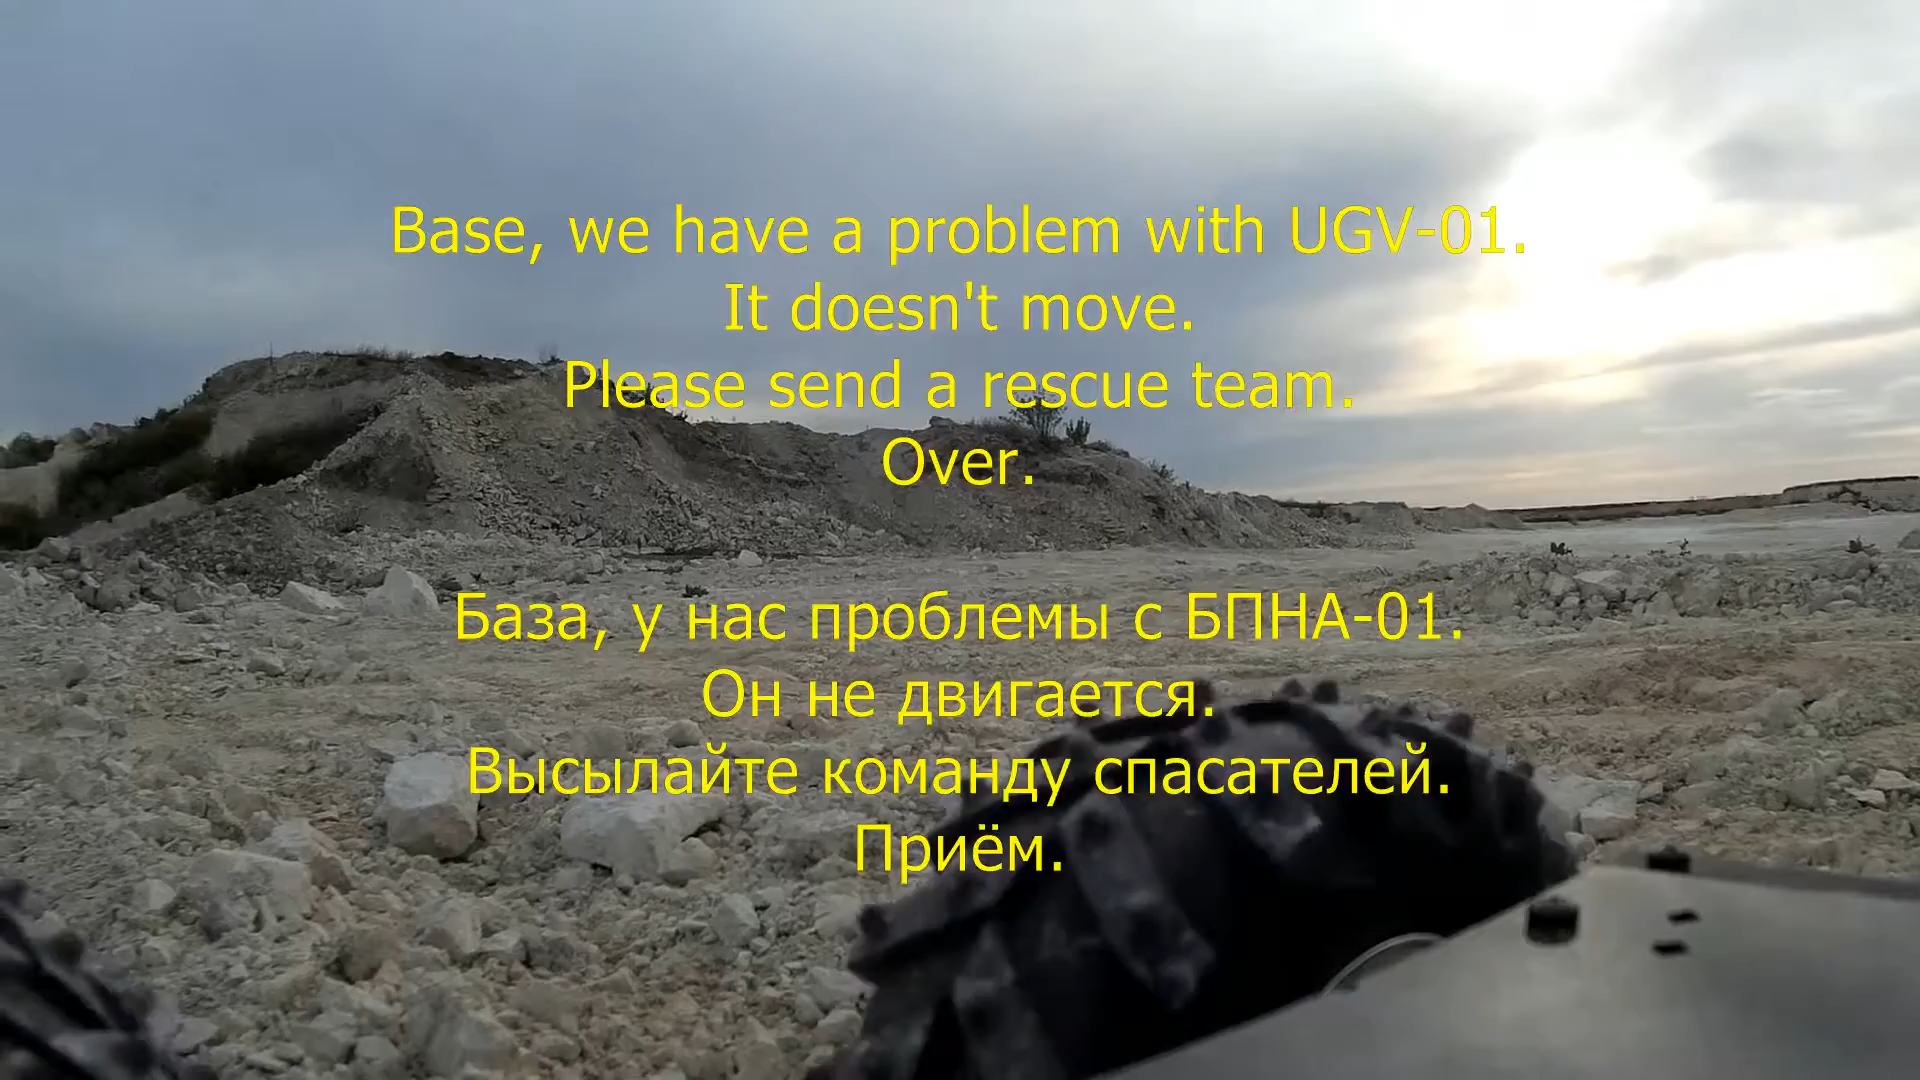 Base, we have a problem with UGV-01.
It doesn't move.
Please send a rescue team.
Over.
База, у нас проблемы с БПНА-01.
Он не двигается.
Высылайте команду спасателей.
Приём.